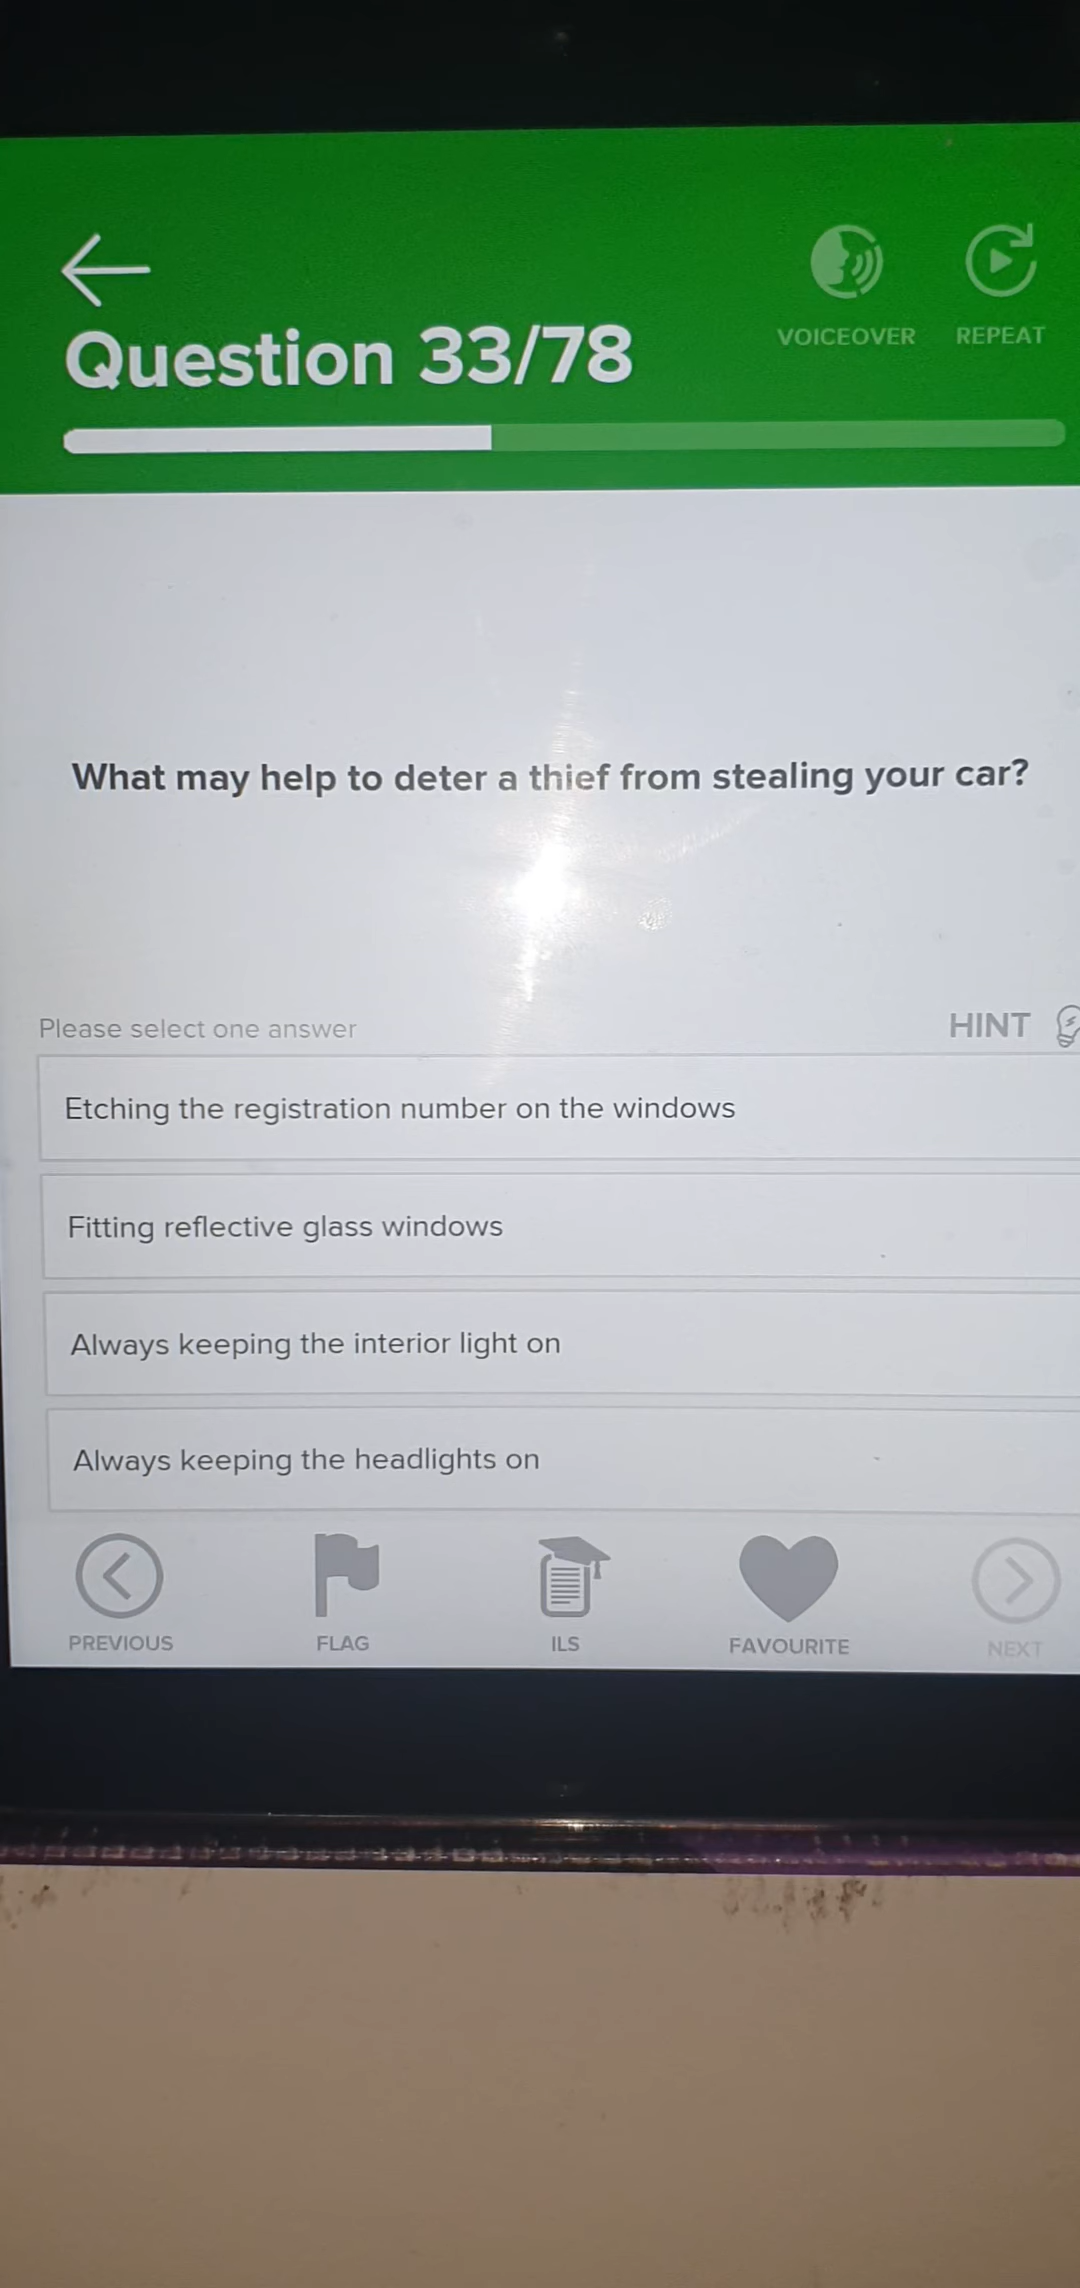 VOICEOVER
REPEAT
Question 33/78
What may help to deter a thief from stealing your car?
Please select one answer
HINT
Etching the registration number on the windows
Fitting reflective glass windows
Always keeping the interior light on
Always keeping the headlights on
PREVIOUS
FLAG
ILS
FAVOURITE
NEXT